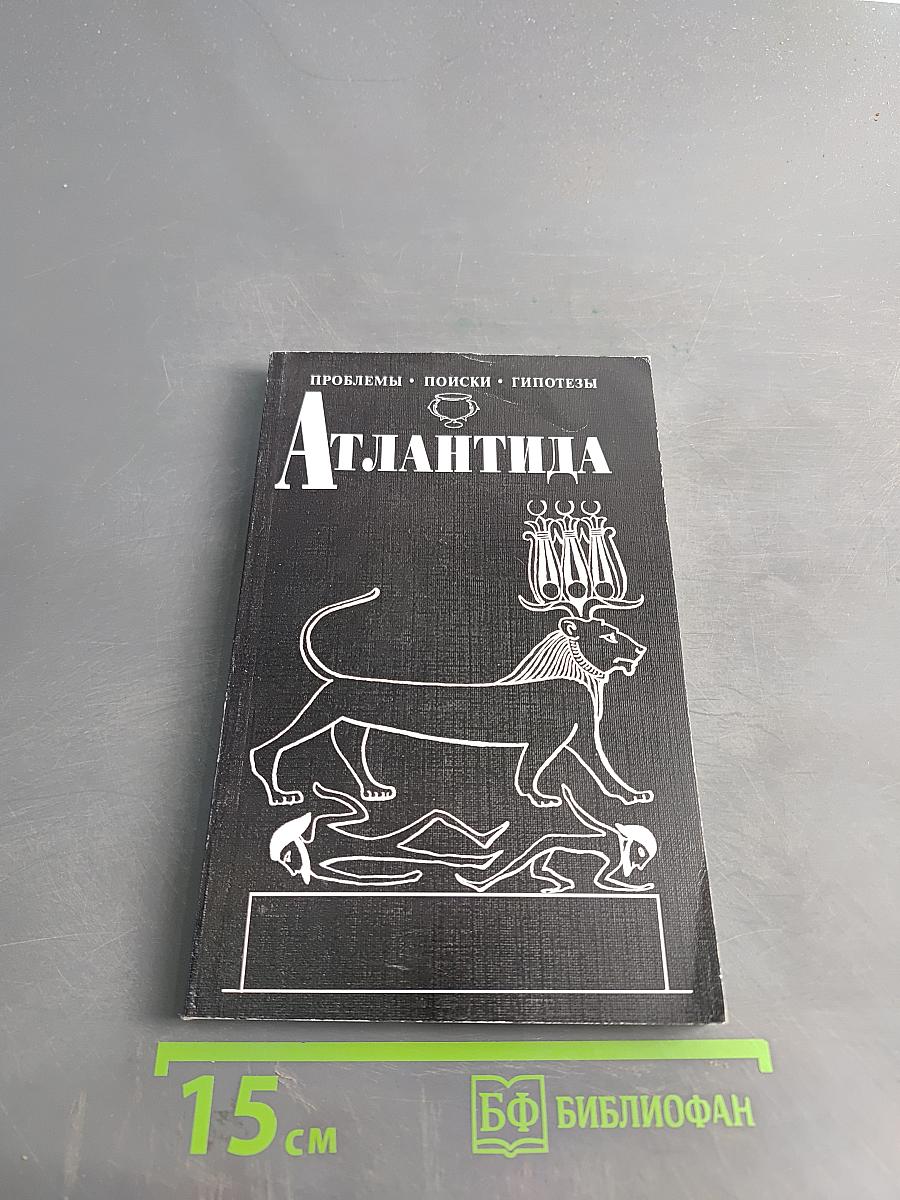 ПРОБЛЕМЫ • ПОИСКИ • ГИПОТЕЗЫ
АТЛАНТИДА
15 см
БФ БИБЛИОФАН